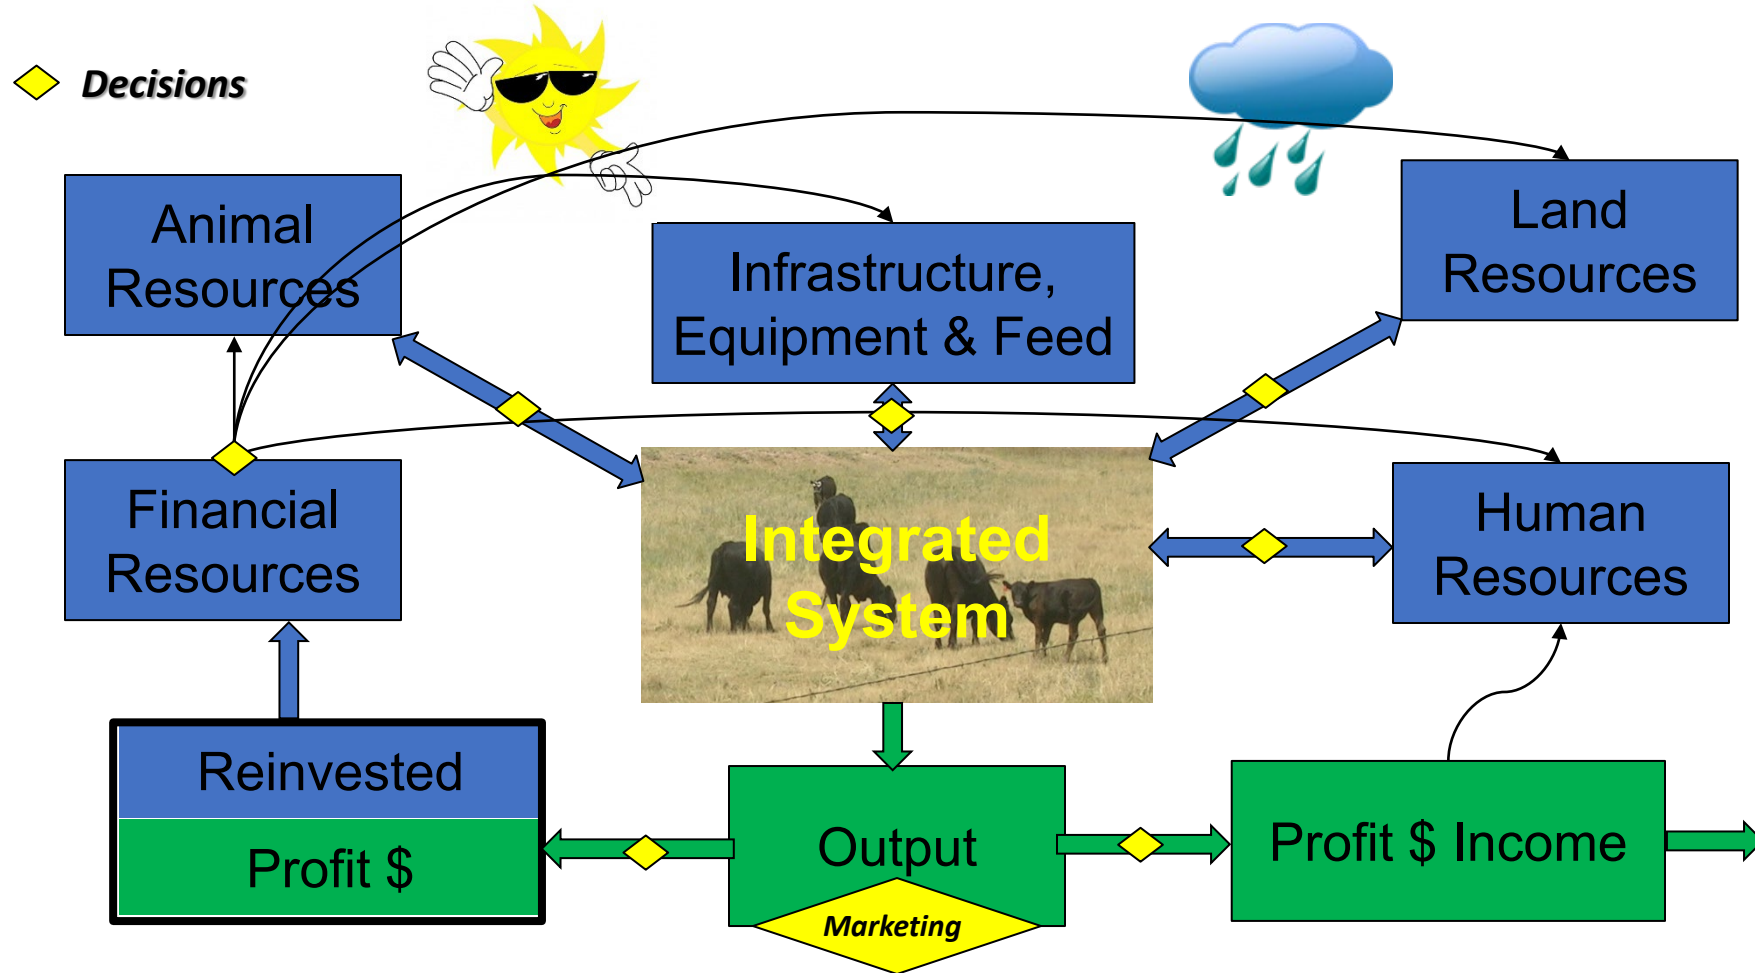 Decisions
Animal
Resources
Infrastructure,
Equipment & Feed
Land
Resources
Financial
Resources
Integrated
System
Human
Resources
Reinvested
Profit $
Output
Marketing
Profit $ Income